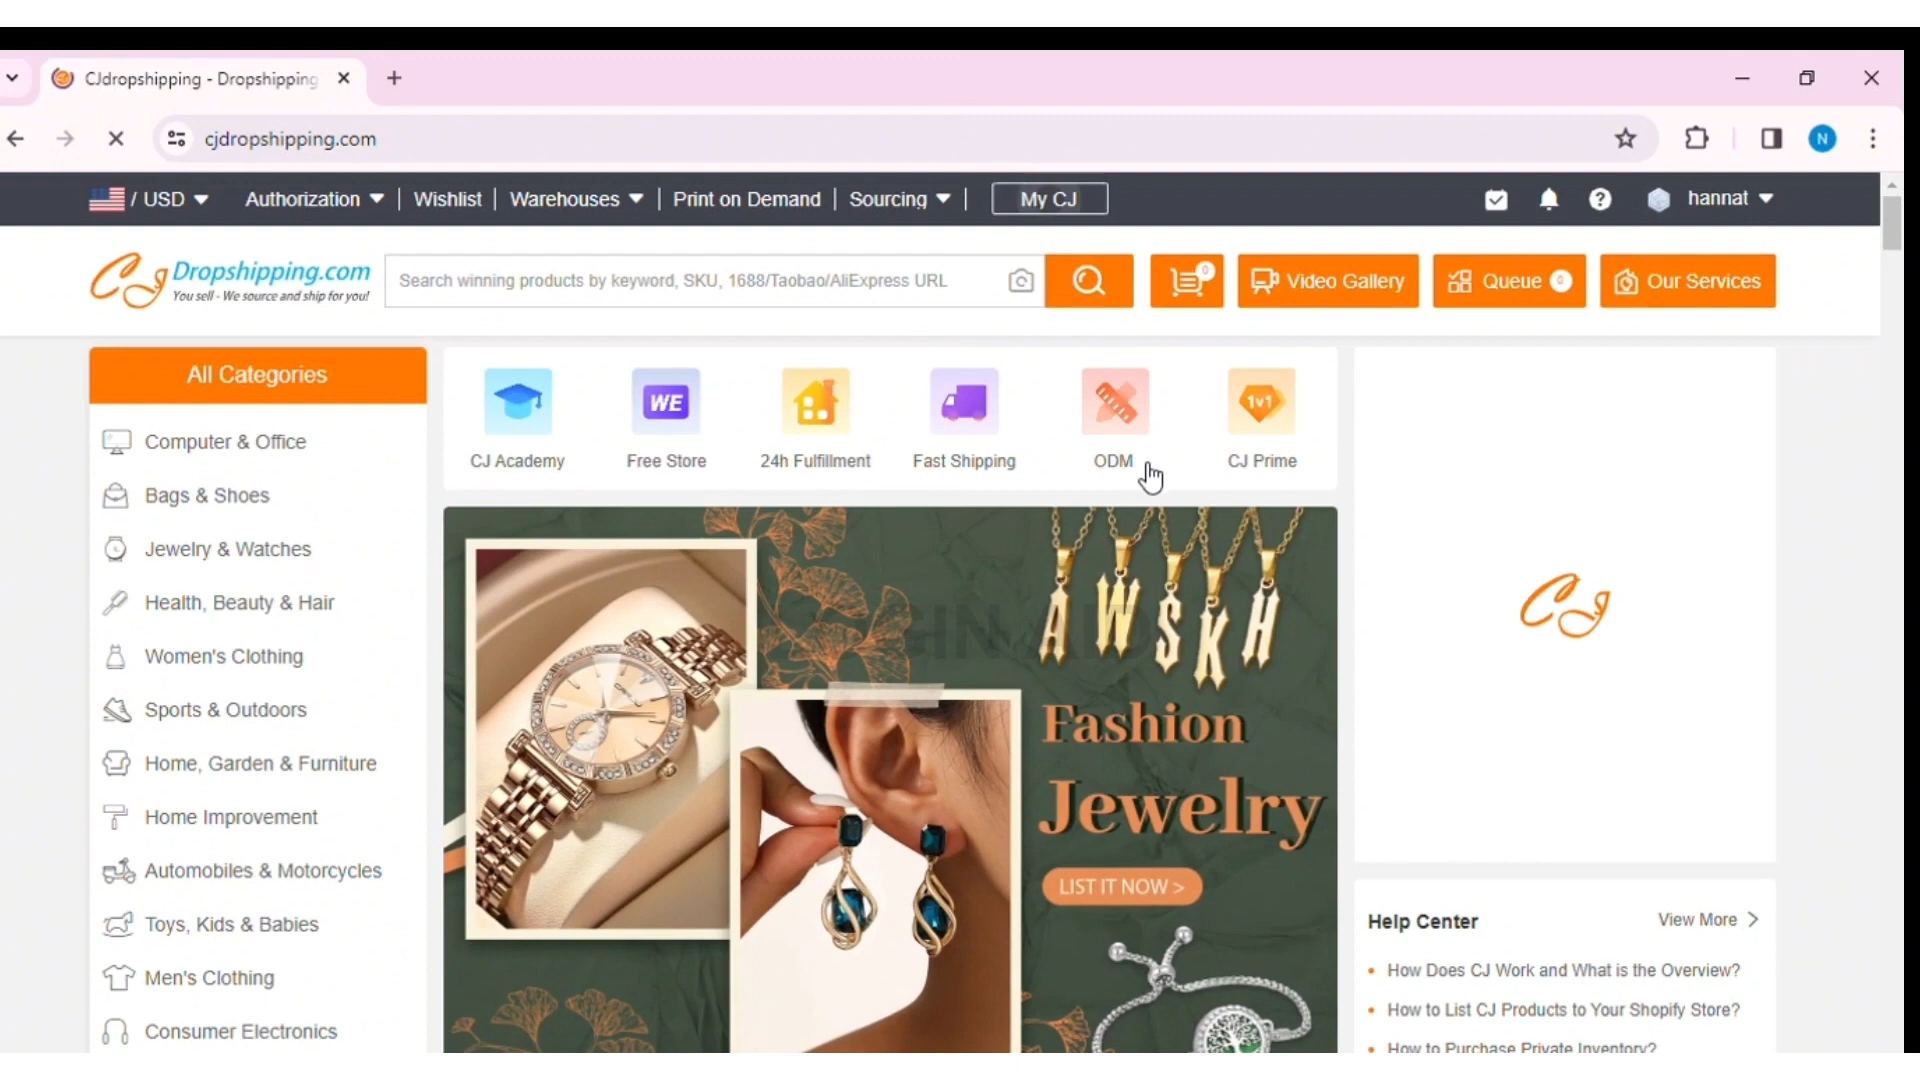 CJdropshipping - Dropshipping
cjdropshipping.com
N
/ USD
Authorization
Wishlist
Warehouses
Print on Demand
Sourcing
My CJ
hannat
CJ Dropshipping.com
You sell - We source and ship for you!
Search winning products by keyword, SKU, 1688/Taobao/AliExpress URL
0
Video Gallery
Queue 0
Our Services
All Categories
Computer & Office
Bags & Shoes
Jewelry & Watches
Health, Beauty & Hair
Women's Clothing
Sports & Outdoors
Home, Garden & Furniture
Home Improvement
Automobiles & Motorcycles
Toys, Kids & Babies
Men's Clothing
Consumer Electronics
WE
1v1
CJ Academy
Free Store
24h Fulfillment
Fast Shipping
ODM
CJ Prime
A W S K H
Fashion
Jewelry
LIST IT NOW >
CJ
Help Center
View More >
• How Does CJ Work and What is the Overview?
• How to List CJ Products to Your Shopify Store?
• How to Purchase Private Inventory?